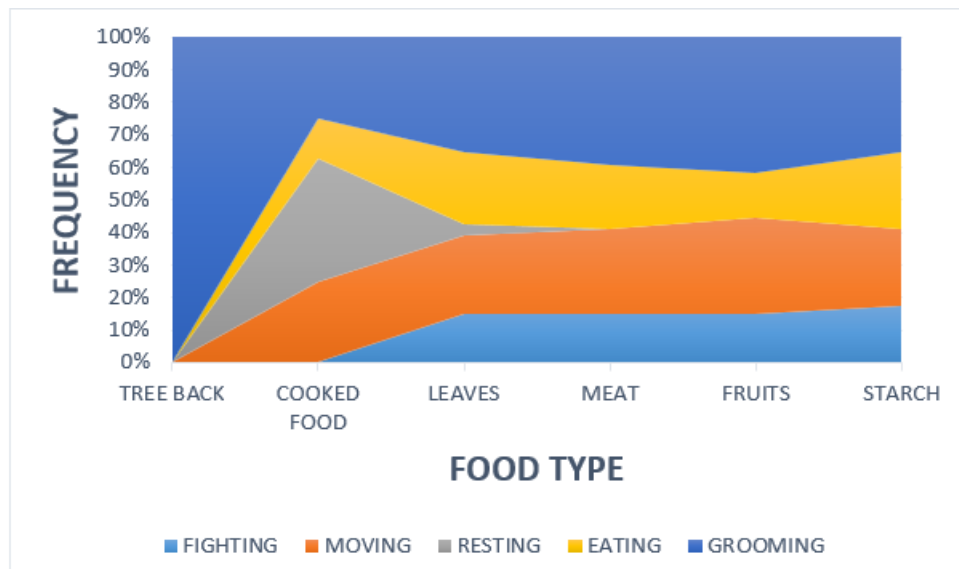 100%
90%
80%
70%
60%
50%
40%
30%
20%
10%
0%
FREQUENCY
TREE BACK
COOKED
FOOD
LEAVES
MEAT
FRUITS
STARCH
FOOD TYPE
FIGHTING MOVING RESTING EATING GROOMING